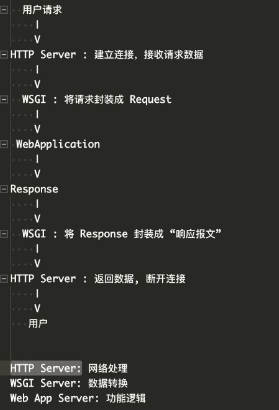 用户请求
|
V
HTTP Server : 建立连接，接收请求数据
|
V
WSGI : 将请求封装成 Request
|
V
WebApplication
|
V
Response
|
V
WSGI : 将 Response 封装成“响应报文”
|
V
HTTP Server : 返回数据, 断开连接
|
V
用户
HTTP Server: 网络处理
WSGI Server: 数据转换
Web App Server: 功能逻辑